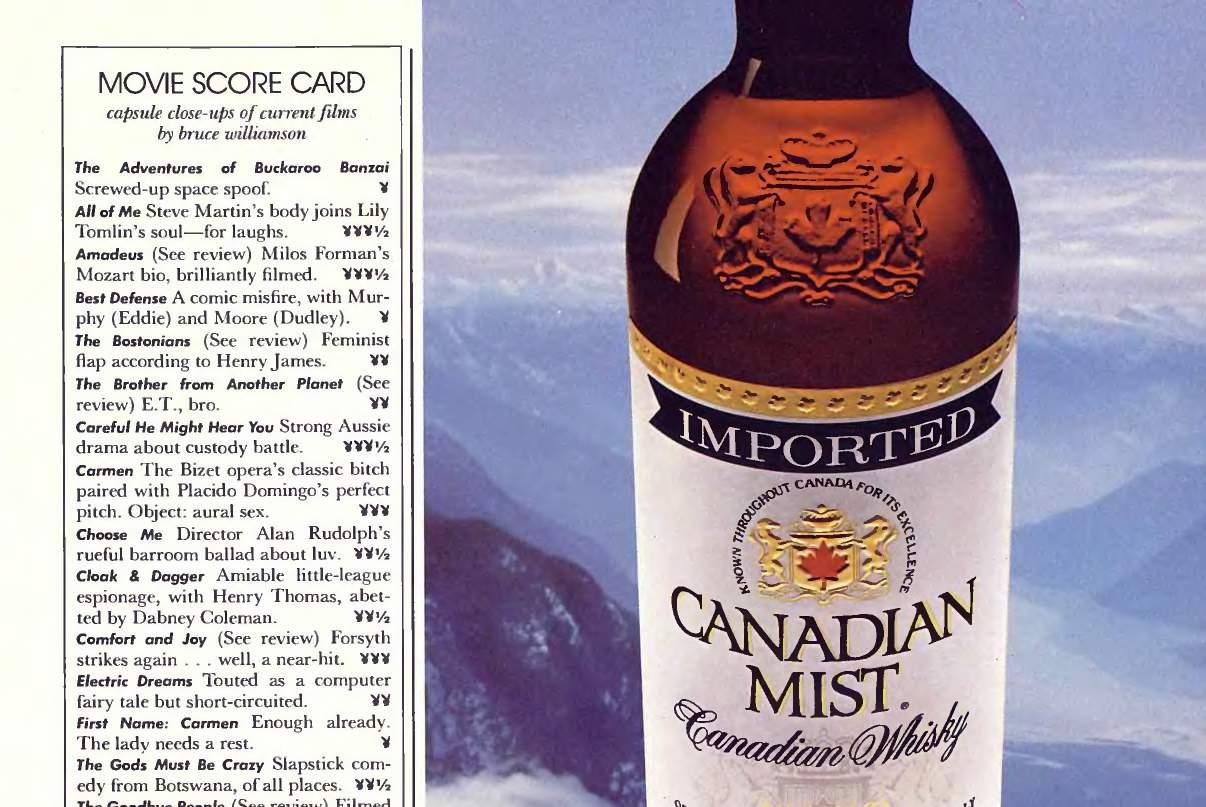 MOVIE SCORE CARD
capsule close-ups of current films
by bruce williamson
The Adventures of Buckaroo Banzai
Screwed-up space spoof. ¥
All of Me Steve Martin's body joins Lily
Tomlin's soul—for laughs. ¥¥¥½
Amadeus (See review) Milos Forman's
Mozart bio, brilliantly filmed. ¥¥¥½
Best Defense A comic misfire, with Mur-
phy (Eddie) and Moore (Dudley). ¥
The Bostonians (See review) Feminist
flap according to Henry James. ¥¥
The Brother from Another Planet (See
review) E.T., bro. ¥¥
Careful He Might Hear You Strong Aussie
drama about custody battle. ¥¥¥½
Carmen The Bizet opera's classic bitch
paired with Placido Domingo's perfect
pitch. Object: aural sex. ¥¥¥
Choose Me Director Alan Rudolph's
rueful barroom ballad about luv. ¥¥½
Cloak & Dagger Amiable little-league
espionage, with Henry Thomas, abet-
ted by Dabney Coleman. ¥¥½
Comfort and Joy (See review) Forsyth
strikes again . . . well, a near-hit. ¥¥¥
Electric Dreams Touted as a computer
fairy tale but short-circuited. ¥¥
First Name: Carmen Enough already.
The lady needs a rest. ¥
The Gods Must Be Crazy Slapstick com-
edy from Botswana, of all places. ¥¥½
The Goodbye People (See review) Filmed
IMPORTED
KNOWN THROUGHOUT CANADA FOR ITS EXCELLENCE
CANADIAN
MIST®
Canadian Whisky